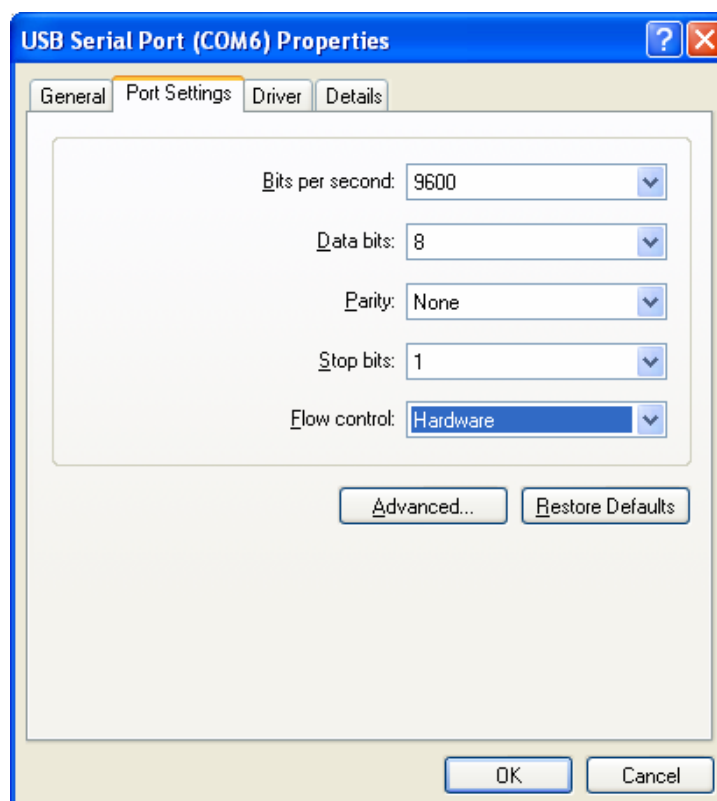 USB Serial Port (COM6) Properties
General Port Settings Driver Details
Bits per second: 9600
Data bits: 8
Parity: None
Stop bits: 1
Flow control: Hardware
Advanced... Restore Defaults
OK Cancel